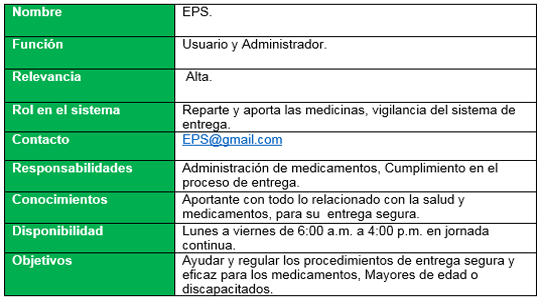 Nombre EPS.
Función Usuario y Administrador.
Relevancia Alta.
Rol en el sistema Reparte y aporta las medicinas, vigilancia del sistema de
entrega.
Contacto EPS@gmail.com
Responsabilidades Administración de medicamentos, Cumplimiento en el
proceso de entrega.
Conocimientos Aportante con todo lo relacionado con la salud y
medicamentos, para su entrega segura.
Disponibilidad Lunes a viernes de 6:00 a.m. a 4:00 p.m. en jornada
continua.
Objetivos Ayudar y regular los procedimientos de entrega segura y
eficaz para los medicamentos, Mayores de edad o
discapacitados.